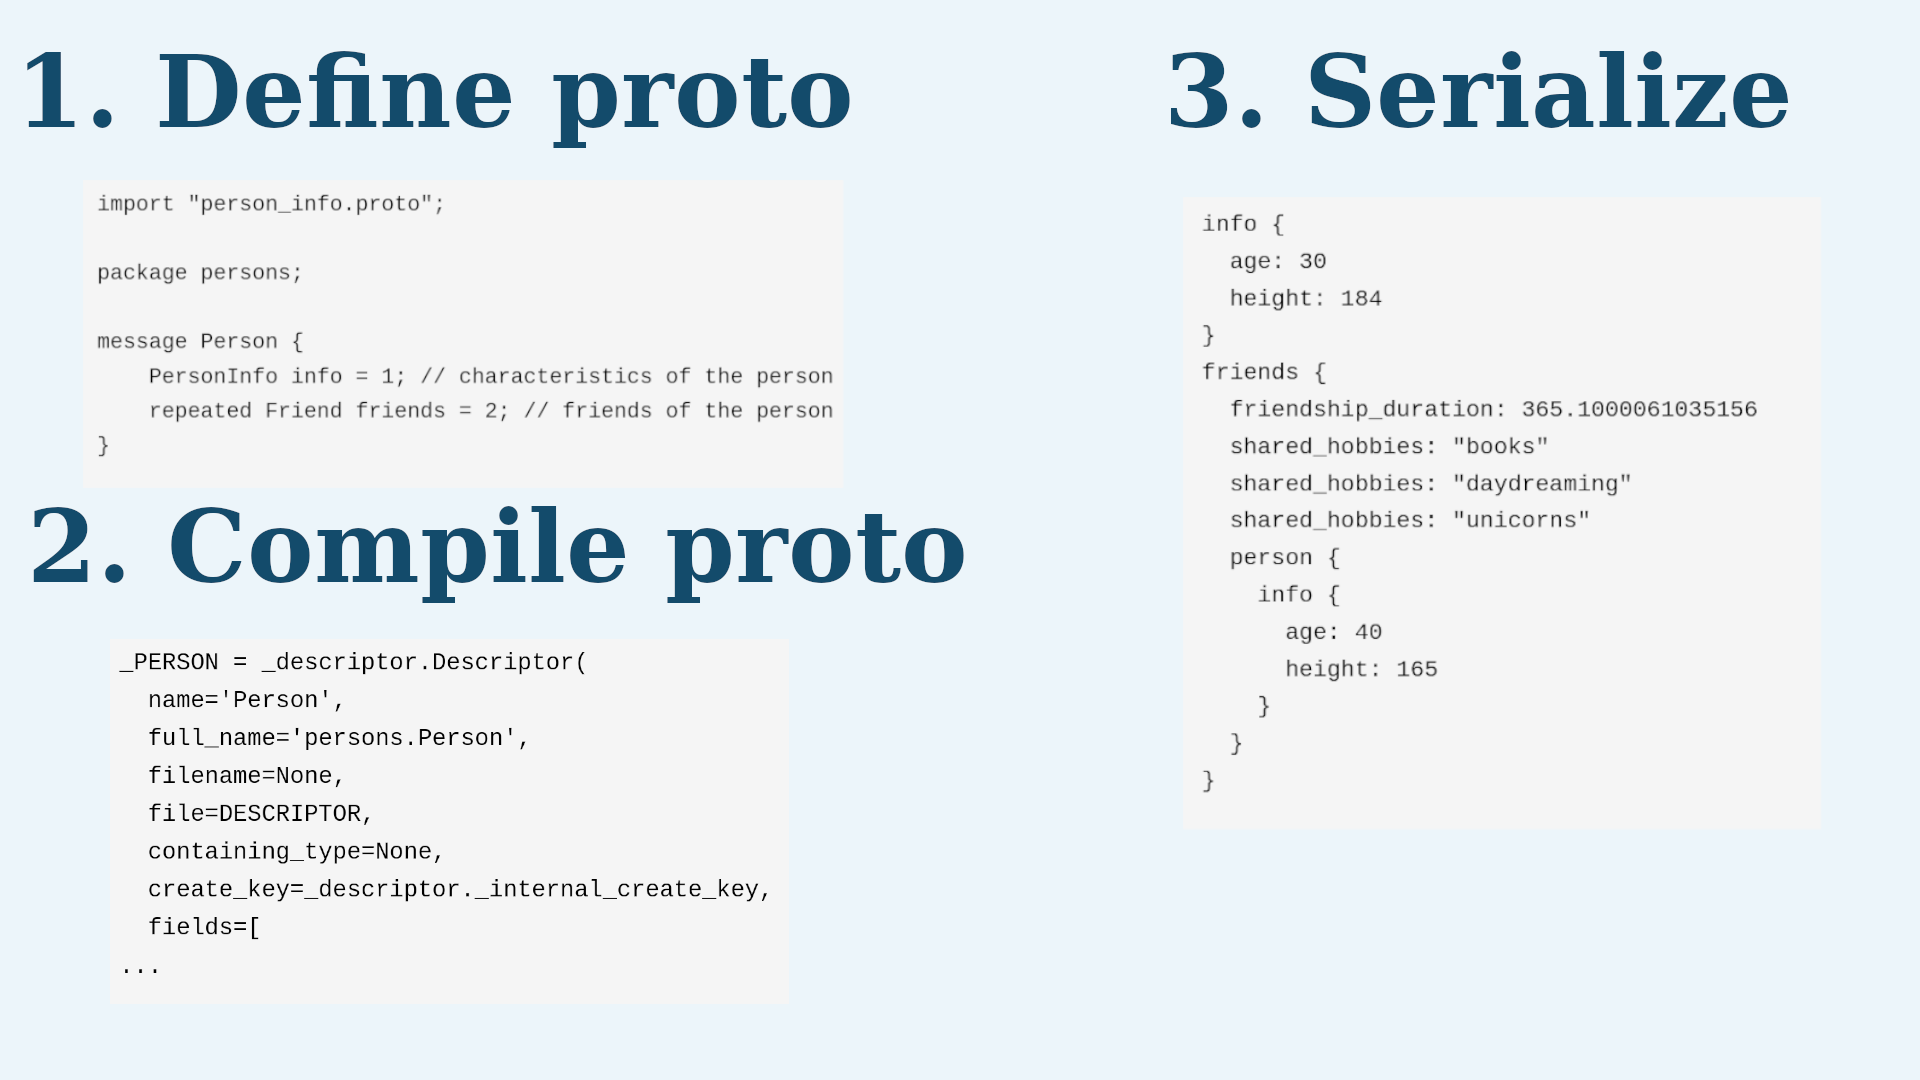 1. Define proto
import "person_info.proto";
package persons;
message Person {
    PersonInfo info = 1; // characteristics of the person
    repeated Friend friends = 2; // friends of the person
}
2. Compile proto
_PERSON = _descriptor.Descriptor(
  name='Person',
  full_name='persons.Person',
  filename=None,
  file=DESCRIPTOR,
  containing_type=None,
  create_key=_descriptor._internal_create_key,
  fields=[
...
3. Serialize
info {
  age: 30
  height: 184
}
friends {
  friendship_duration: 365.1000061035156
  shared_hobbies: "books"
  shared_hobbies: "daydreaming"
  shared_hobbies: "unicorns"
  person {
    info {
      age: 40
      height: 165
    }
  }
}